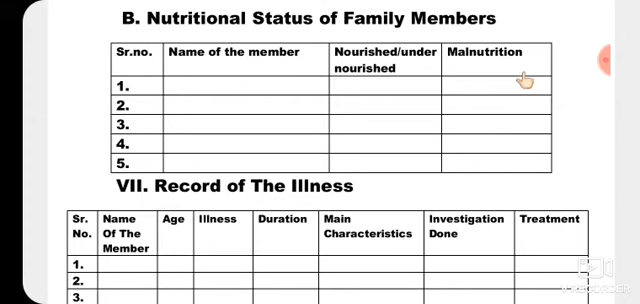 B. Nutritional Status of Family Members
Sr.no. Name of the member Nourished/under nourished Malnutrition
1.
2.
3.
4.
5.
VII. Record of The Illness
Sr. No. Name Of The Member Age Illness Duration Main Characteristics Investigation Done Treatment
1.
2.
3.